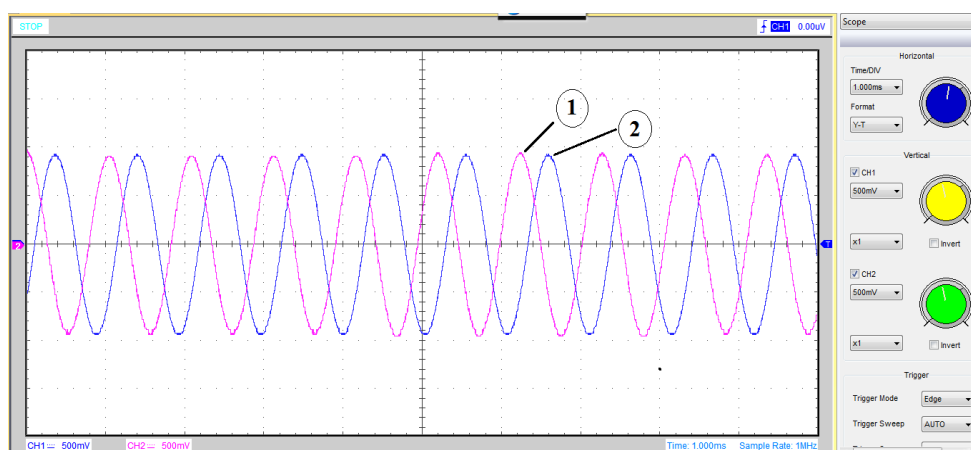 STOP
CH1 0.00uV
1
2
2
T
CH1 500mV
CH2 500mV
Time: 1.000ms Sample Rate: 1MHz
Scope
Horizontal
Time/DIV
1.000ms
Format
Y-T
Vertical
CH1
500mV
x1
Invert
CH2
500mV
x1
Invert
Trigger
Trigger Mode Edge
Trigger Sweep AUTO